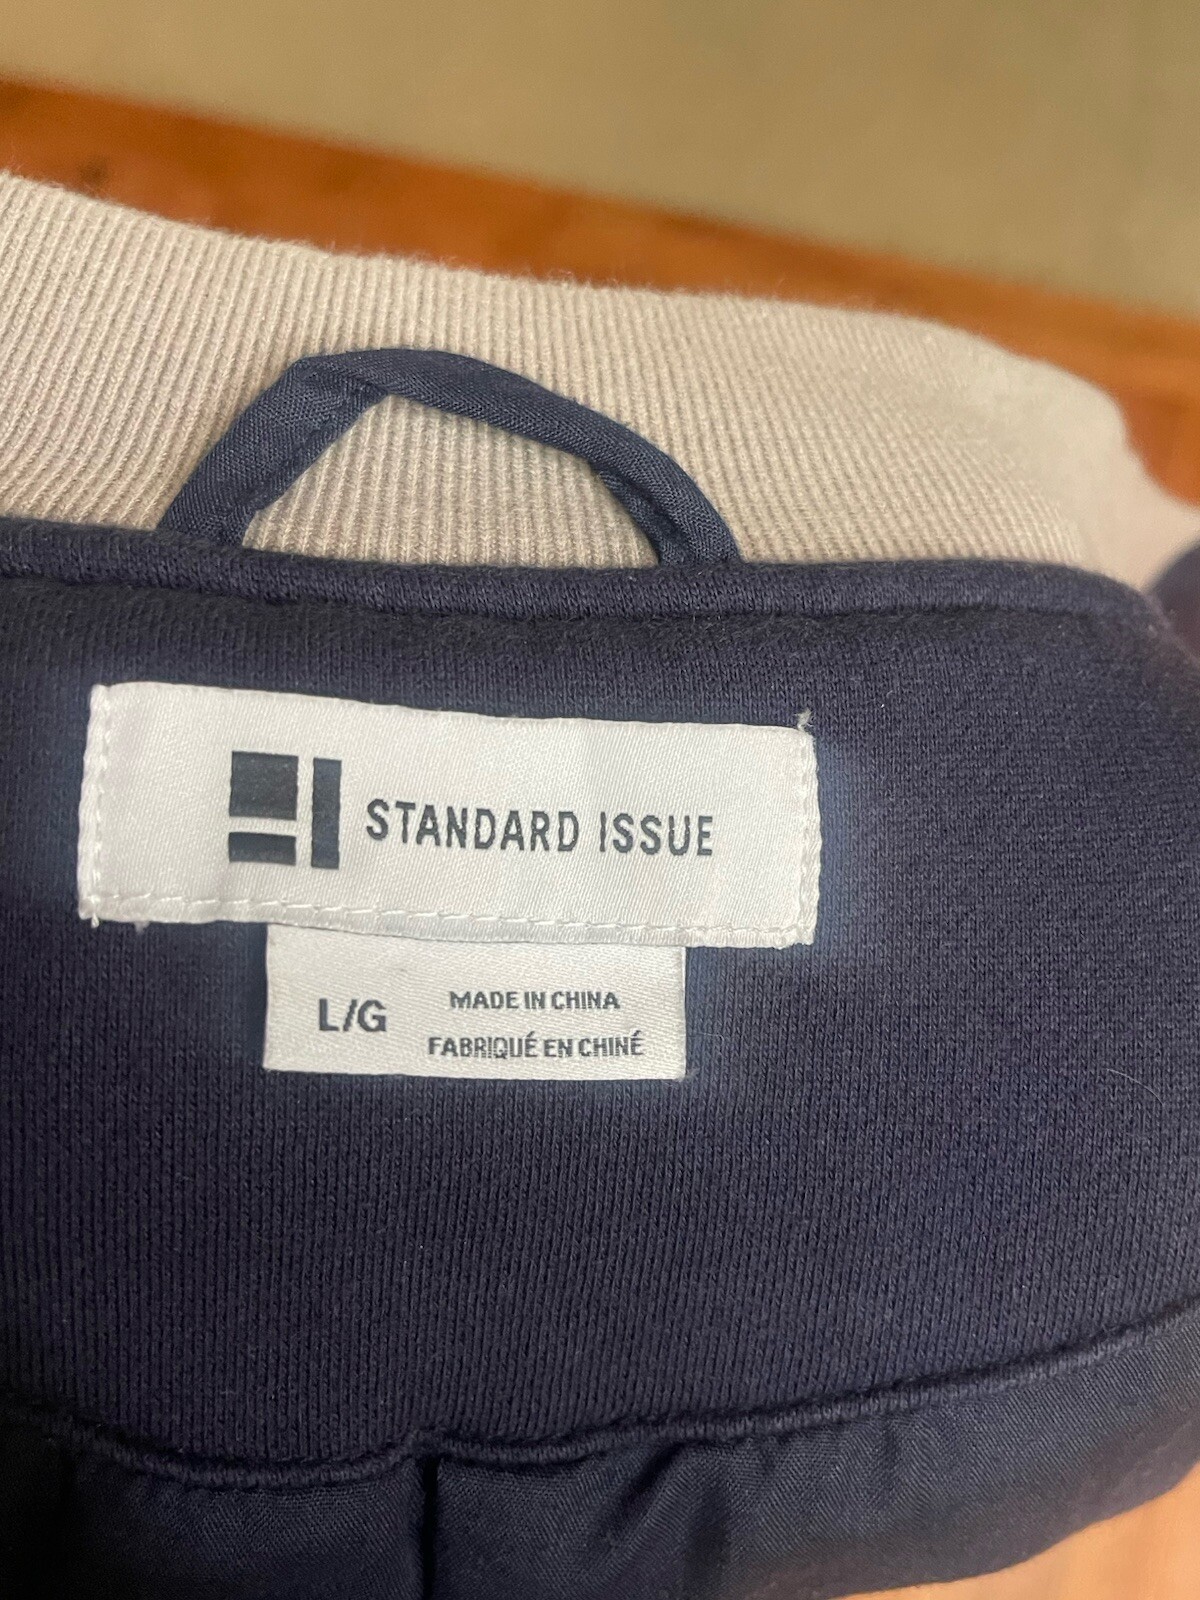 STANDARD ISSUE
L/G
MADE IN CHINA
FABRIQUÉ EN CHINÉ